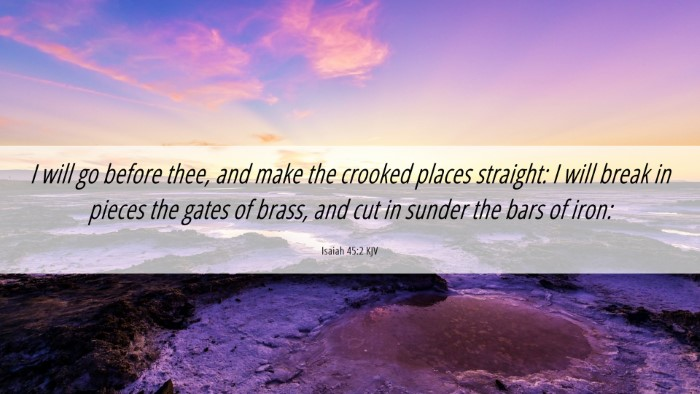 I will go before thee, and make the crooked places straight: I will break in
pieces the gates of brass, and cut in sunder the bars of iron:
Isaiah 45:2 KJV